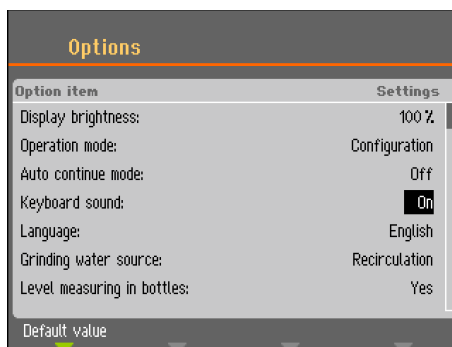 Options
Option item Settings
Display brightness: 100 %
Operation mode: Configuration
Auto continue mode: Off
Keyboard sound: On
Language: English
Grinding water source: Recirculation
Level measuring in bottles: Yes
Default value